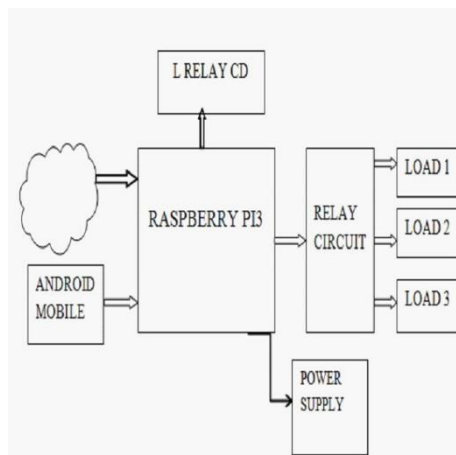 L RELAY CD
RASPBERRY PI3
RELAY
CIRCUIT
LOAD 1
LOAD 2
LOAD 3
ANDROID
MOBILE
POWER
SUPPLY